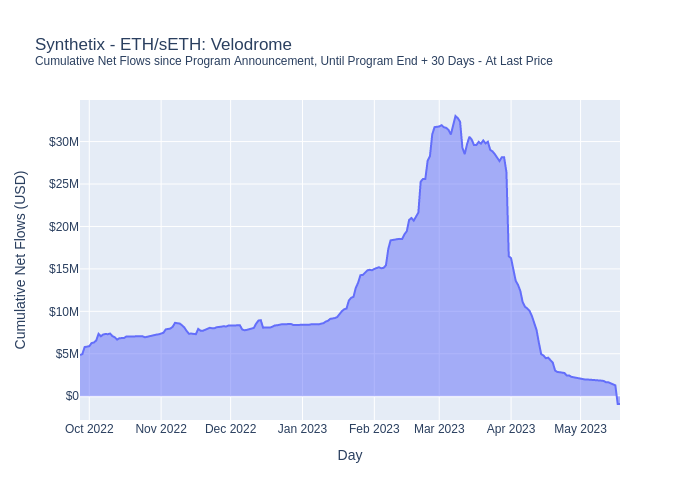 Synthetix - ETH/sETH: Velodrome
Cumulative Net Flows since Program Announcement, Until Program End + 30 Days - At Last Price
Cumulative Net Flows (USD)
$30M
$25M
$20M
$15M
$10M
$5M
$0
Oct 2022 Nov 2022 Dec 2022 Jan 2023 Feb 2023 Mar 2023 Apr 2023 May 2023
Day